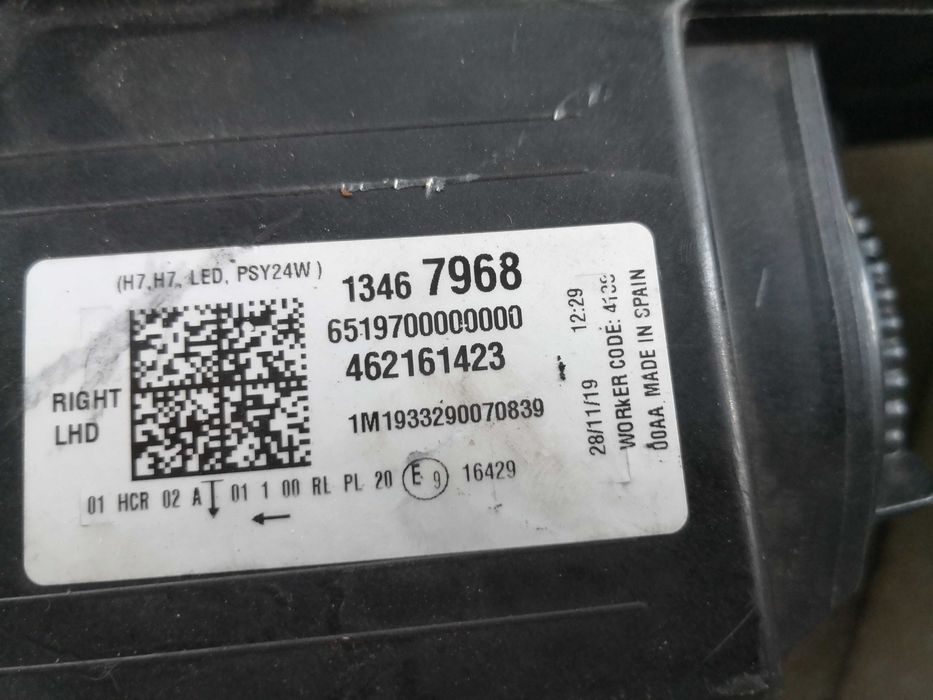 (H7, H7, LED, PSY24W)
1346 7968
6519700000000
462161423
1M1933290070839
RIGHT
LHD
01 HCR 02 A 01 1 00 RL PL 20 E 9 16429
28/11/19 12:29
WORKER CODE:
00AA MADE IN SPAIN